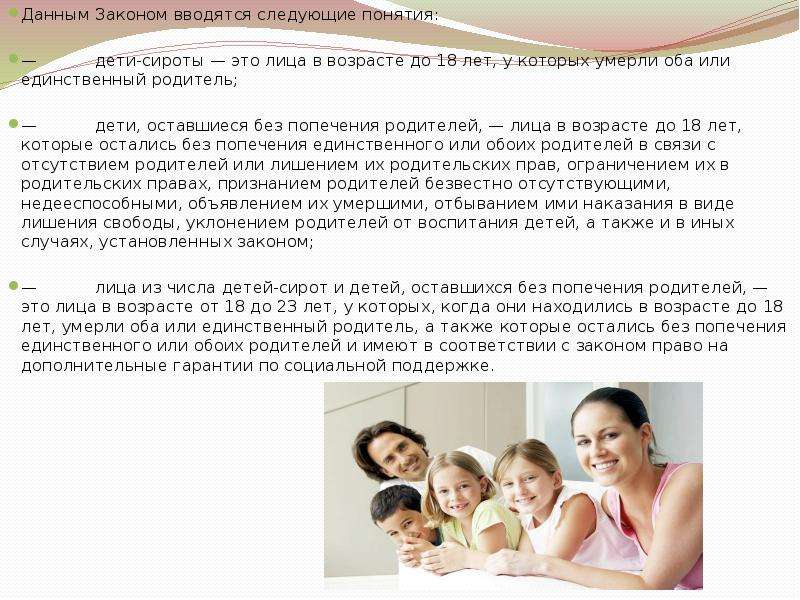 Данным Законом вводятся следующие понятия:
— дети-сироты — это лица в возрасте до 18 лет, у которых умерли оба или
единственный родитель;
— дети, оставшиеся без попечения родителей, — лица в возрасте до 18 лет,
которые остались без попечения единственного или обоих родителей в связи с
отсутствием родителей или лишением их родительских прав, ограничением их в
родительских правах, признанием родителей безвестно отсутствующими,
недееспособными, объявлением их умершими, отбыванием ими наказания в виде
лишения свободы, уклонением родителей от воспитания детей, а также и в иных
случаях, установленных законом;
— лица из числа детей-сирот и детей, оставшихся без попечения родителей, —
это лица в возрасте от 18 до 23 лет, у которых, когда они находились в возрасте до 18
лет, умерли оба или единственный родитель, а также которые остались без попечения
единственного или обоих родителей и имеют в соответствии с законом право на
дополнительные гарантии по социальной поддержке.